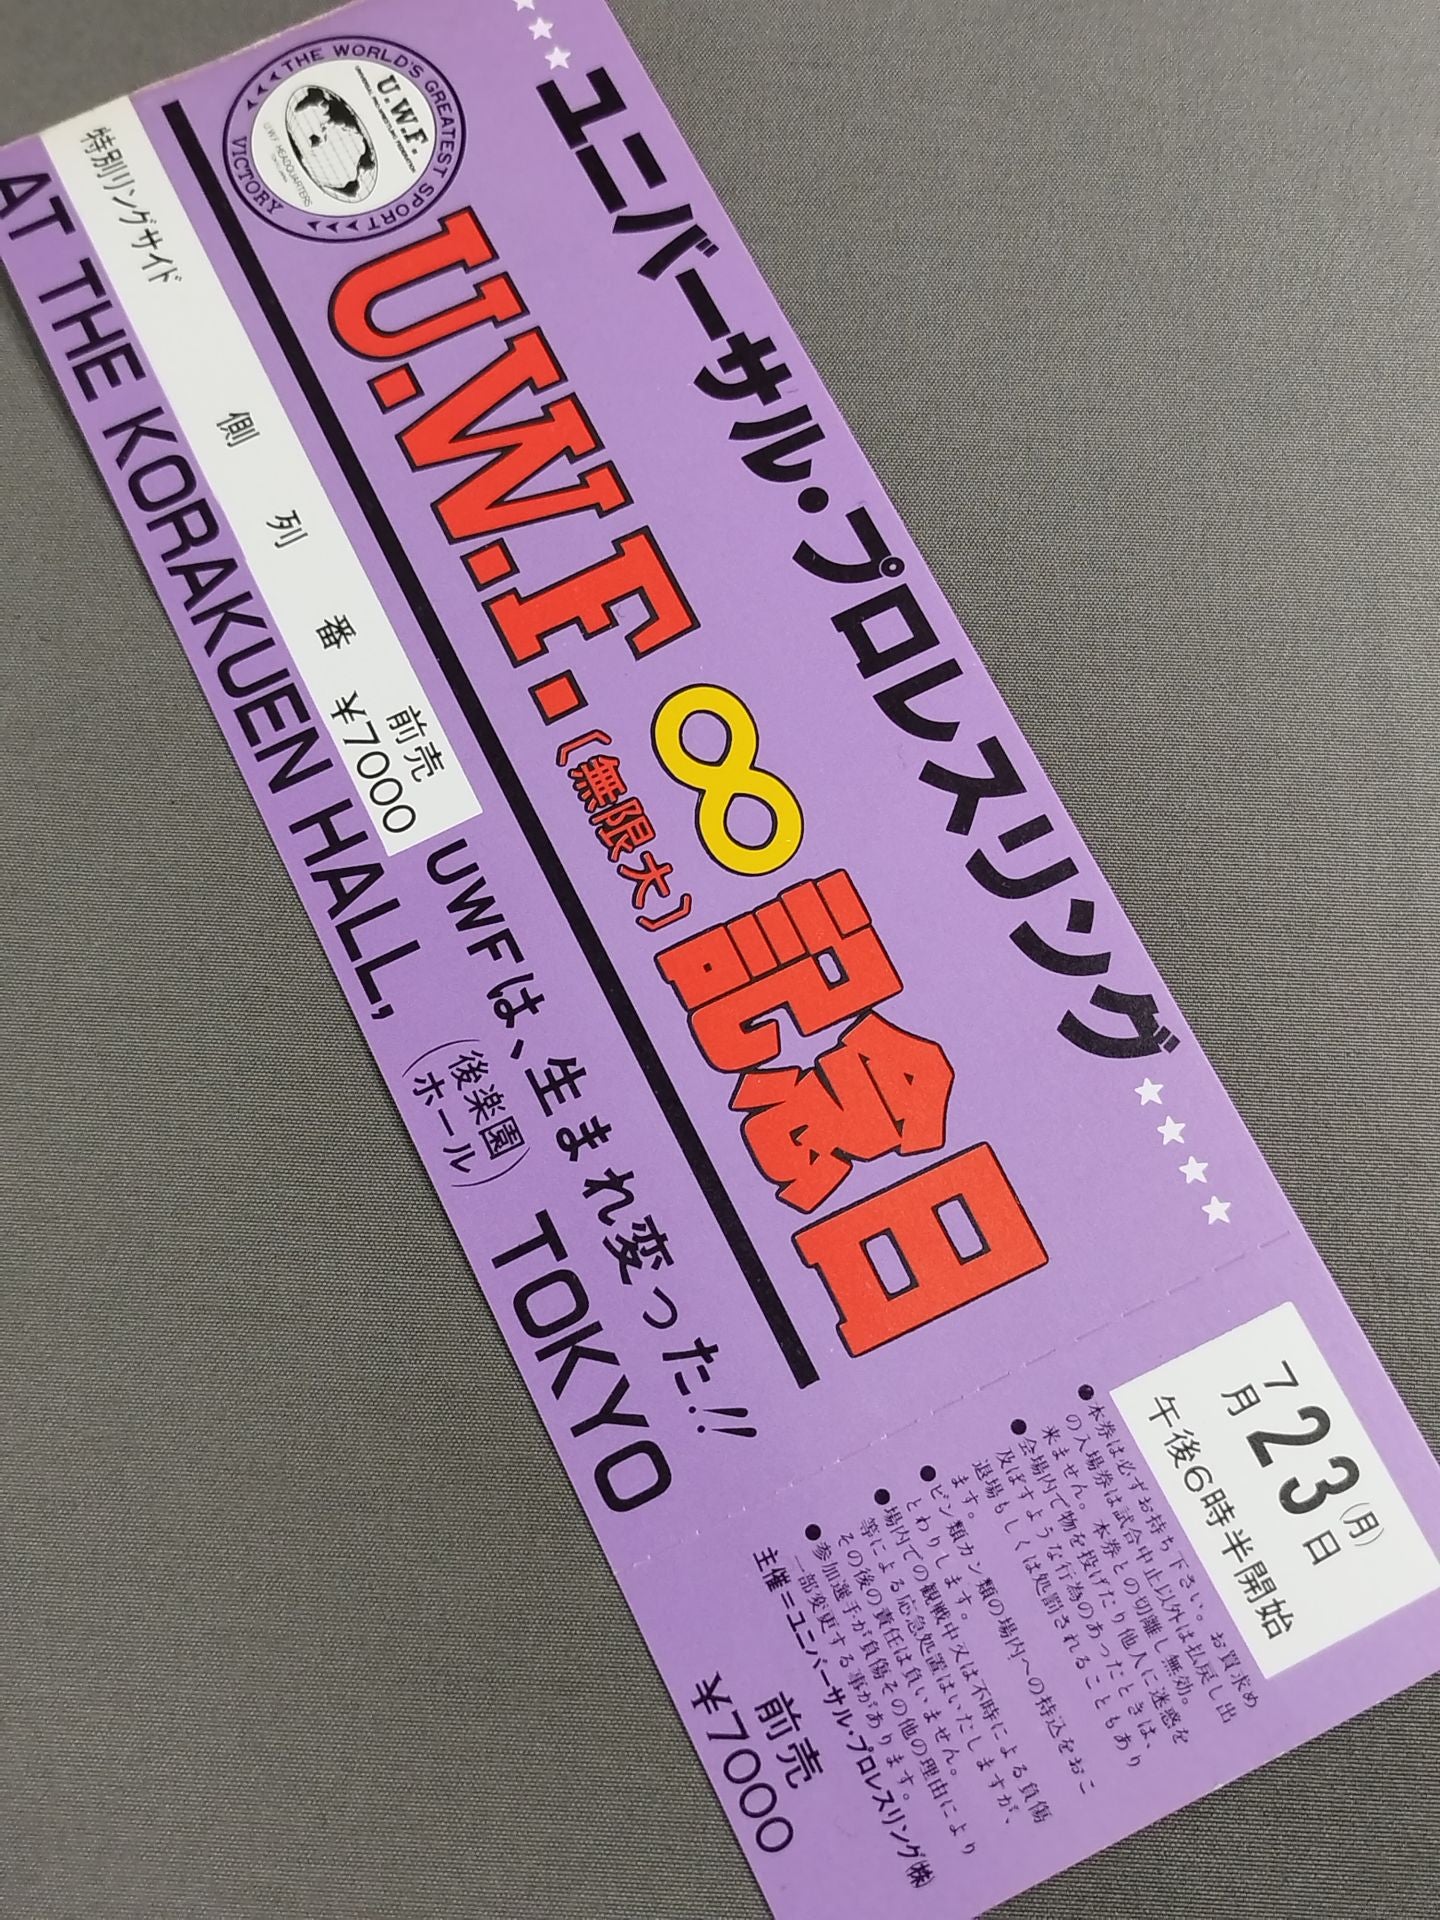 ★★★ユニバーサル・プロレスリング★★★★
THE WORLD'S GREATEST SPORT
VICTORY
U.W.F.
UNIVERSAL PRO-WRESTLING FEDERATION
U.W.F. HEADQUARTERS
U.W.F.∞記念日
(無限大)
特別リングサイド
側 列 番
前売
¥7000
UWFは、生まれ変った!!
AT THE KORAKUEN HALL, (後楽園ホール) TOKYO
7月23日(月)
午後6時半開始
●本券は必ずお持ち下さい。お買求め
の入場券は試合中止以外は払戻し出
来ません。本券との切離し無効。
●会場内で物を投げたり他人に迷惑を
及ぼすような行為のあったときは、
退場もしくは処罰されることもあり
ます。
●ビン類カン類の場内への持込をおこ
とわりします。
●場内での観戦中又は不時による負傷
等による応急処置はいたしますが、
その後の責任は負いません。
●参加選手が負傷その他の理由により
一部変更する事があります。
主催=ユニバーサル・プロレスリング(株)
前売
¥7000